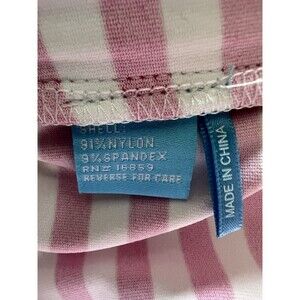 SHELL:
91%NYLON
9%SPANDEX
RN# 16859
REVERSE FOR CARE
MADE IN CHINA